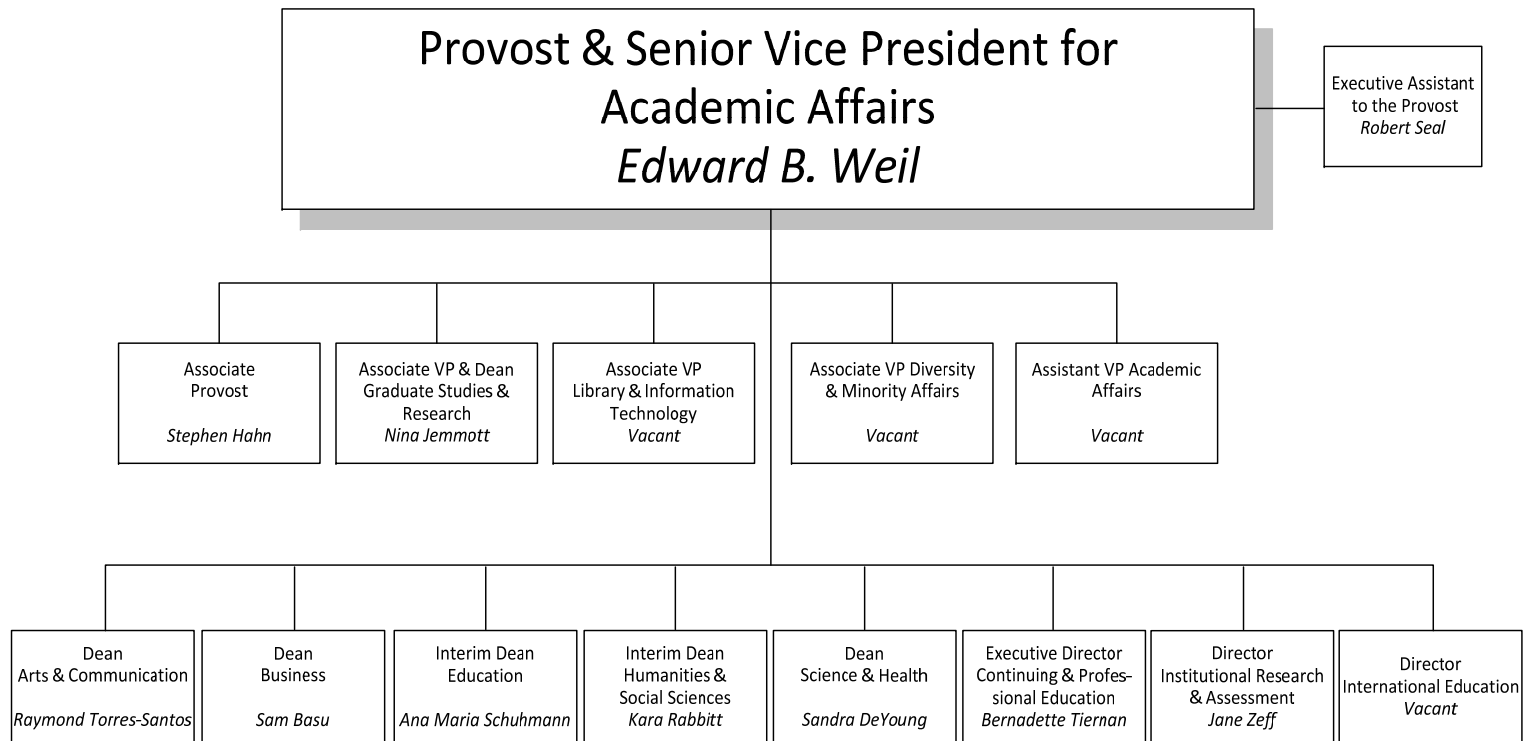 Provost & Senior Vice President for
Academic Affairs
Edward B. Weil
Executive Assistant
to the Provost
Robert Seal
Associate
Provost
Stephen Hahn
Associate VP & Dean
Graduate Studies &
Research
Nina Jemmott
Associate VP
Library & Information
Technology
Vacant
Associate VP Diversity
& Minority Affairs
Vacant
Assistant VP Academic
Affairs
Vacant
Dean
Arts & Communication
Raymond Torres-Santos
Dean
Business
Sam Basu
Interim Dean
Education
Ana Maria Schuhmann
Interim Dean
Humanities &
Social Sciences
Kara Rabbitt
Dean
Science & Health
Sandra DeYoung
Executive Director
Continuing & Profes-
sional Education
Bernadette Tiernan
Director
Institutional Research
& Assessment
Jane Zeff
Director
International Education
Vacant